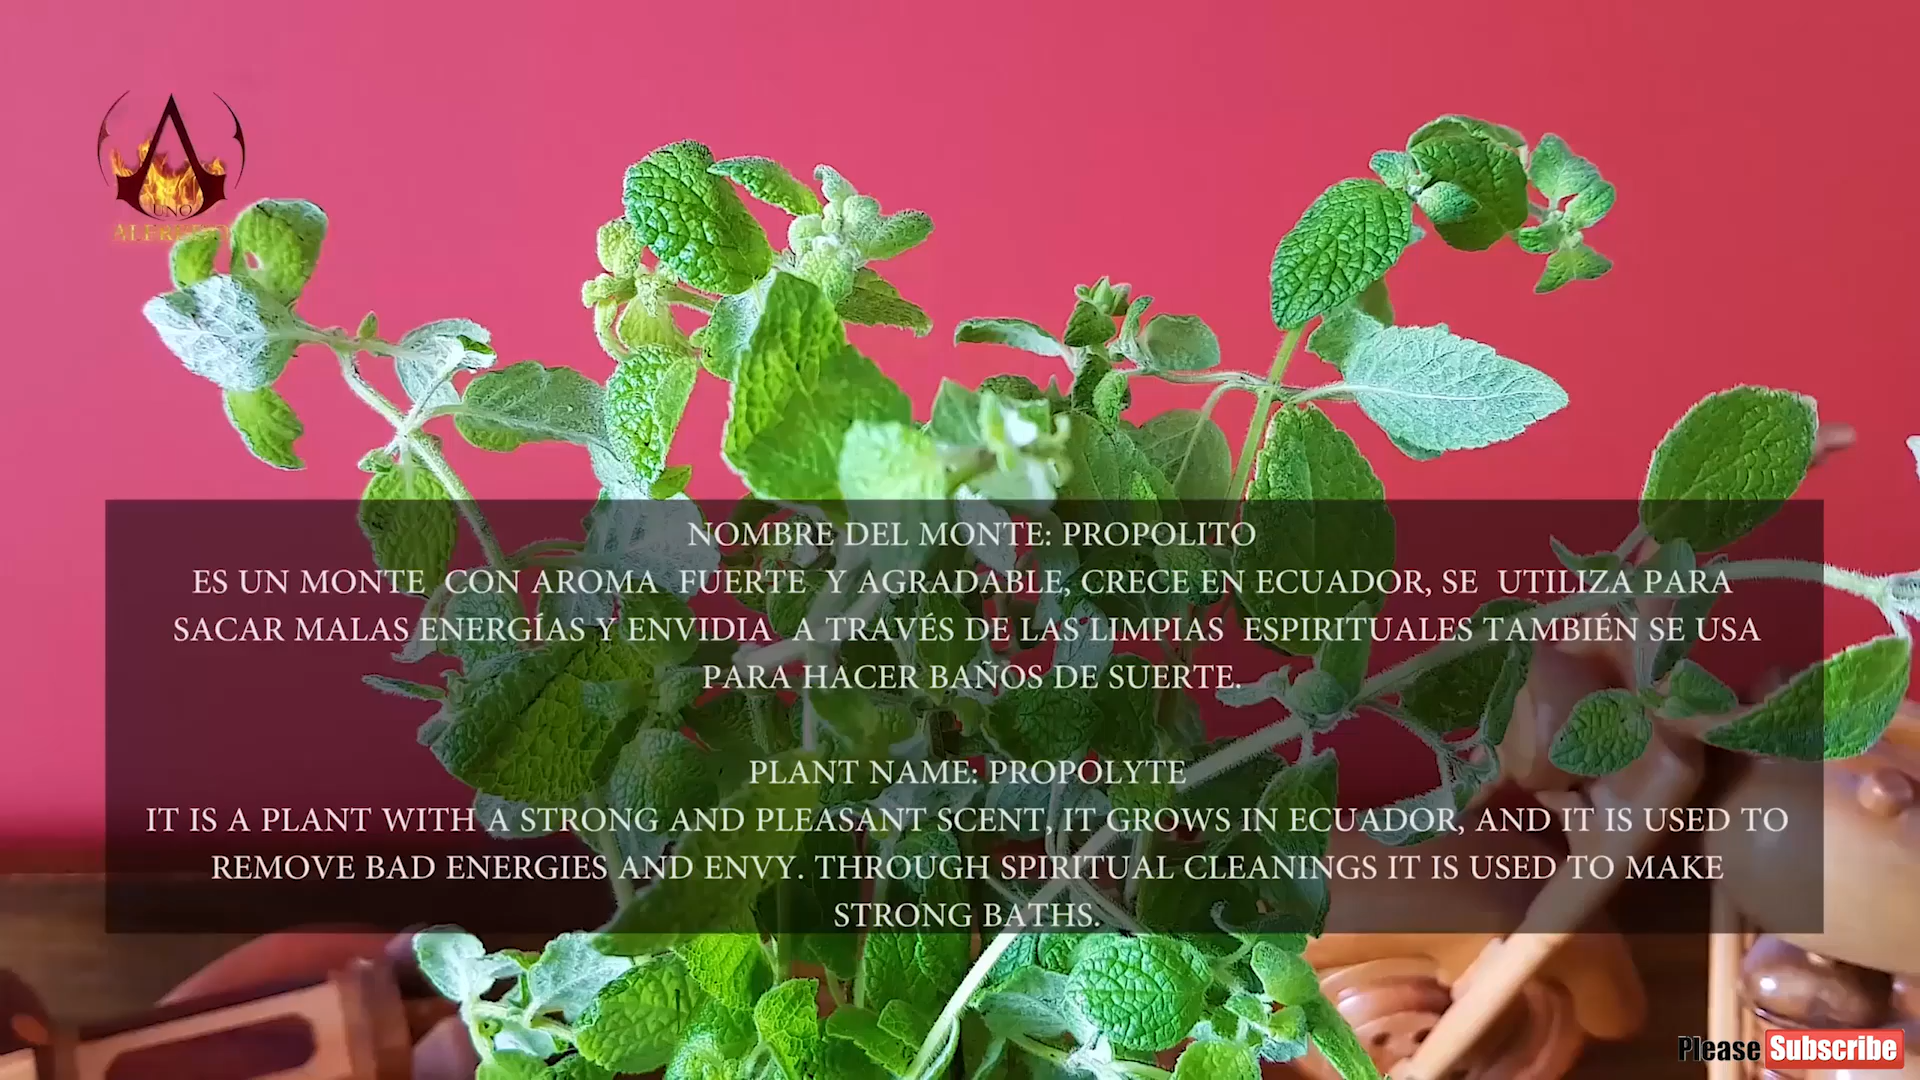 UNO
NOMBRE DEL MONTE: PROPOLITO
ES UN MONTE CON AROMA FUERTE Y AGRADABLE, CRECE EN ECUADOR, SE UTILIZA PARA
SACAR MALAS ENERGÍAS Y ENVIDIA A TRAVÉS DE LAS LIMPIAS ESPIRITUALES TAMBIÉN SE USA
PARA HACER BAÑOS DE SUERTE.
PLANT NAME: PROPOLYTE
IT IS A PLANT WITH A STRONG AND PLEASANT SCENT, IT GROWS IN ECUADOR, AND IT IS USED TO
REMOVE BAD ENERGIES AND ENVY. THROUGH SPIRITUAL CLEANINGS IT IS USED TO MAKE
STRONG BATHS.
Please Subscribe